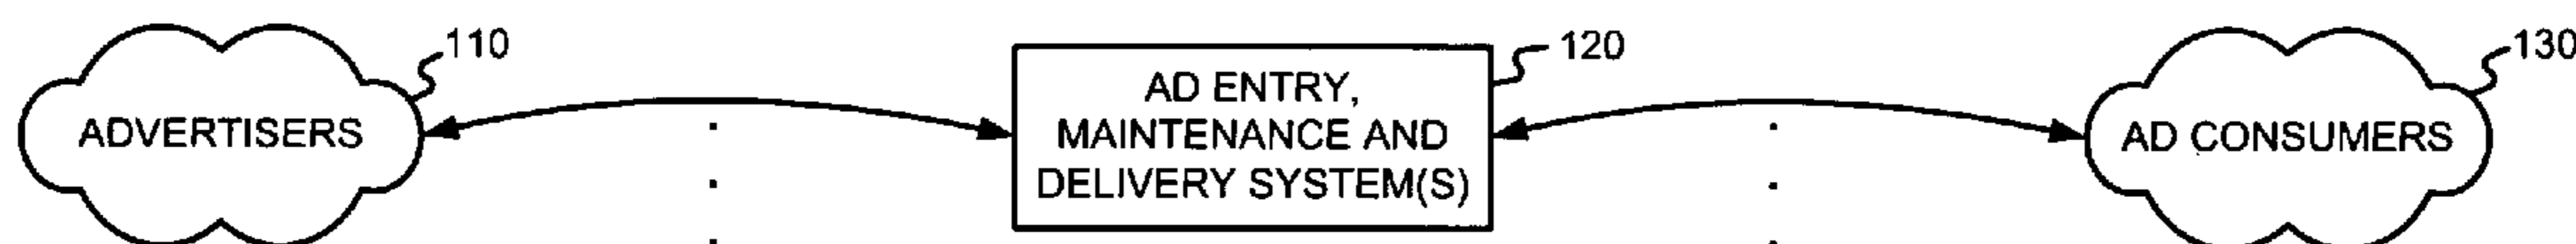 110
120
130
ADVERTISERS
AD ENTRY,
MAINTENANCE AND
DELIVERY SYSTEM(S)
AD CONSUMERS